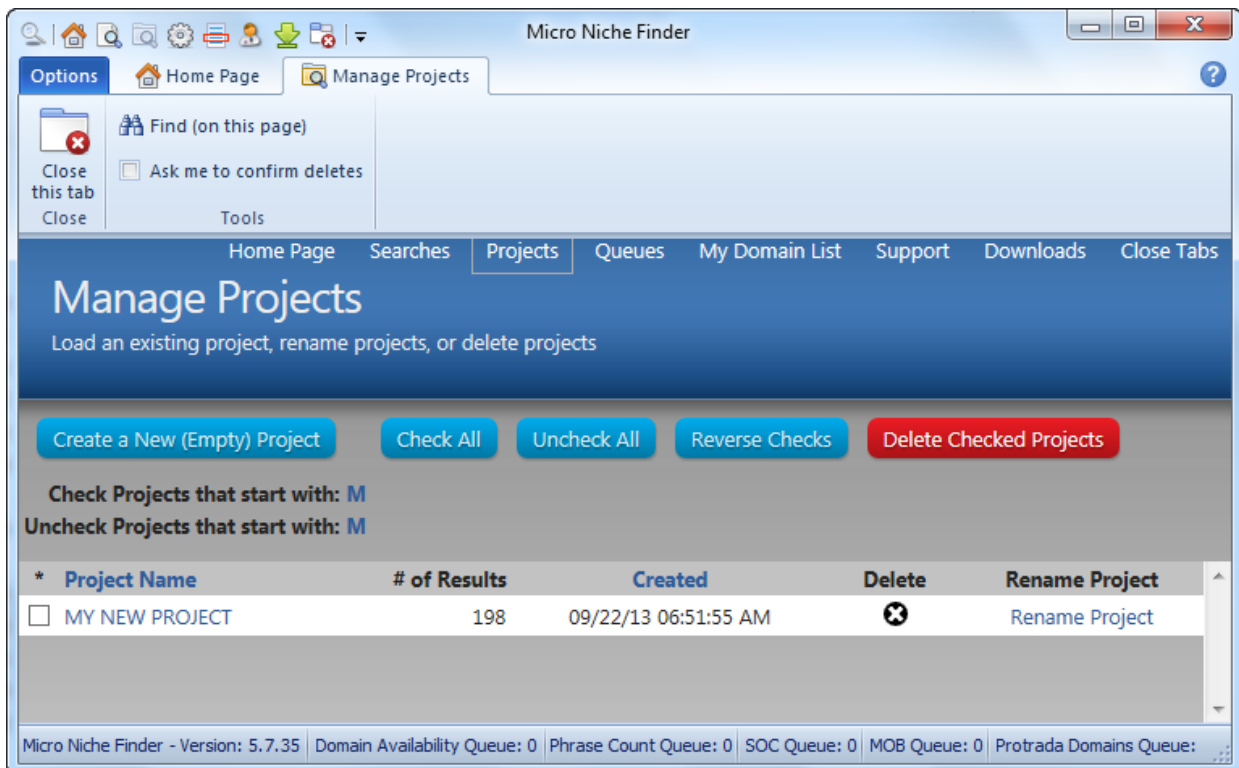 Micro Niche Finder
Options Home Page Manage Projects
Find (on this page)
Ask me to confirm deletes
Close
this tab
Close Tools
Home Page Searches Projects Queues My Domain List Support Downloads Close Tabs
Manage Projects
Load an existing project, rename projects, or delete projects
Create a New (Empty) Project Check All Uncheck All Reverse Checks Delete Checked Projects
Check Projects that start with: M
Uncheck Projects that start with: M
* Project Name # of Results Created Delete Rename Project
MY NEW PROJECT 198 09/22/13 06:51:55 AM Rename Project
Micro Niche Finder - Version: 5.7.35 Domain Availability Queue: 0 Phrase Count Queue: 0 SOC Queue: 0 MOB Queue: 0 Protrada Domains Queue: